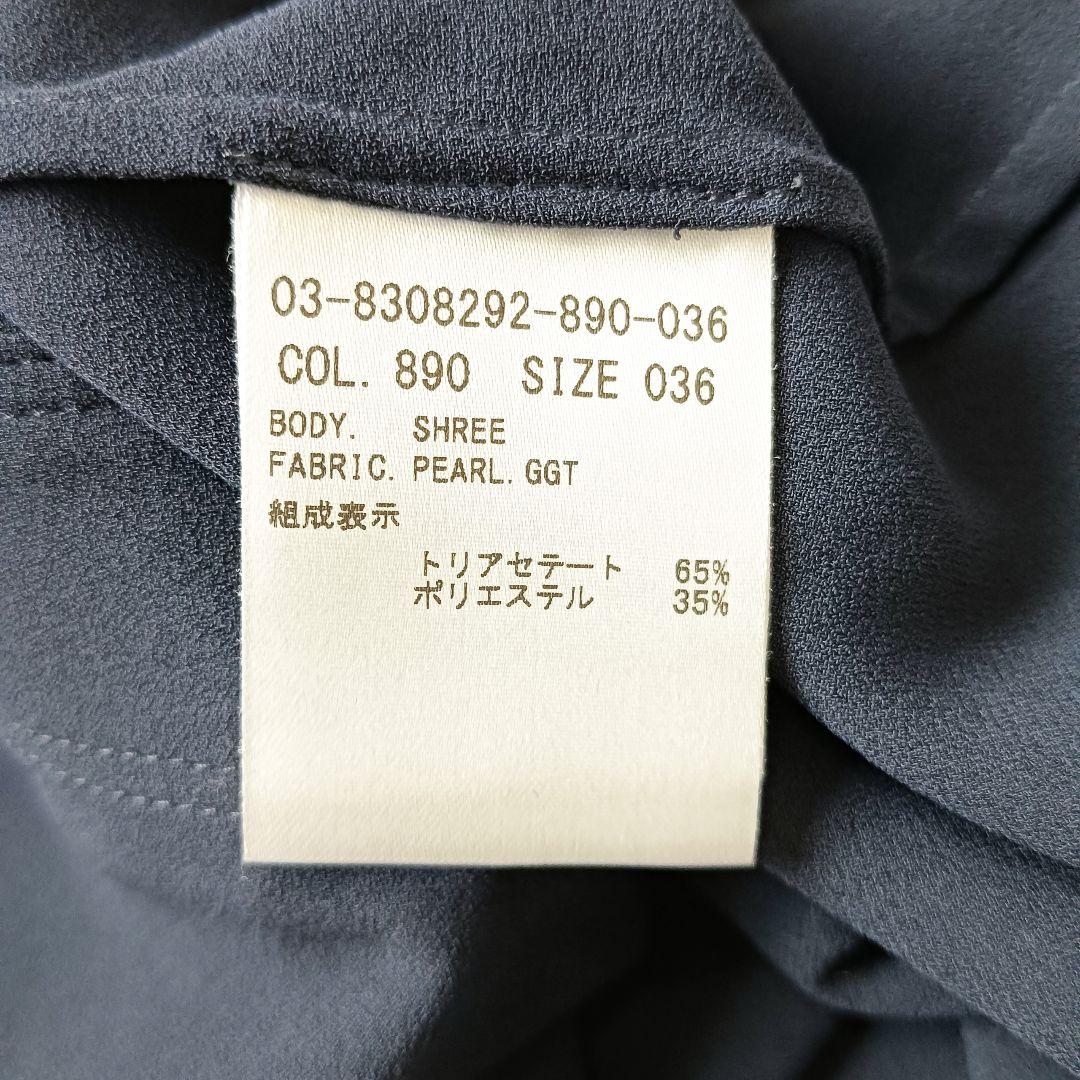 03-8308292-890-036
COL. 890 SIZE 036
BODY. SHREE
FABRIC. PEARL. GGT
組成表示
トリアセテート 65%
ポリエステル 35%